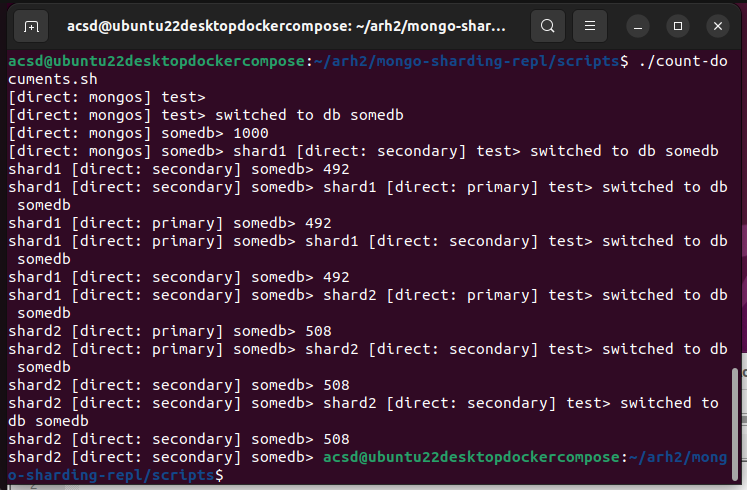 acsd@ubuntu22desktopdockercompose: ~/arh2/mongo-shar...
acsd@ubuntu22desktopdockercompose:~/arh2/mongo-sharding-repl/scripts$ ./count-do
cuments.sh
[direct: mongos] test>
[direct: mongos] test> switched to db somedb
[direct: mongos] somedb> 1000
[direct: mongos] somedb> shard1 [direct: secondary] test> switched to db somedb
shard1 [direct: secondary] somedb> 492
shard1 [direct: secondary] somedb> shard1 [direct: primary] test> switched to db
 somedb
shard1 [direct: primary] somedb> 492
shard1 [direct: primary] somedb> shard1 [direct: secondary] test> switched to db
 somedb
shard1 [direct: secondary] somedb> 492
shard1 [direct: secondary] somedb> shard2 [direct: primary] test> switched to db
 somedb
shard2 [direct: primary] somedb> 508
shard2 [direct: primary] somedb> shard2 [direct: secondary] test> switched to db
 somedb
shard2 [direct: secondary] somedb> 508
shard2 [direct: secondary] somedb> shard2 [direct: secondary] test> switched to
db somedb
shard2 [direct: secondary] somedb> 508
shard2 [direct: secondary] somedb> acsd@ubuntu22desktopdockercompose:~/arh2/mong
o-sharding-repl/scripts$